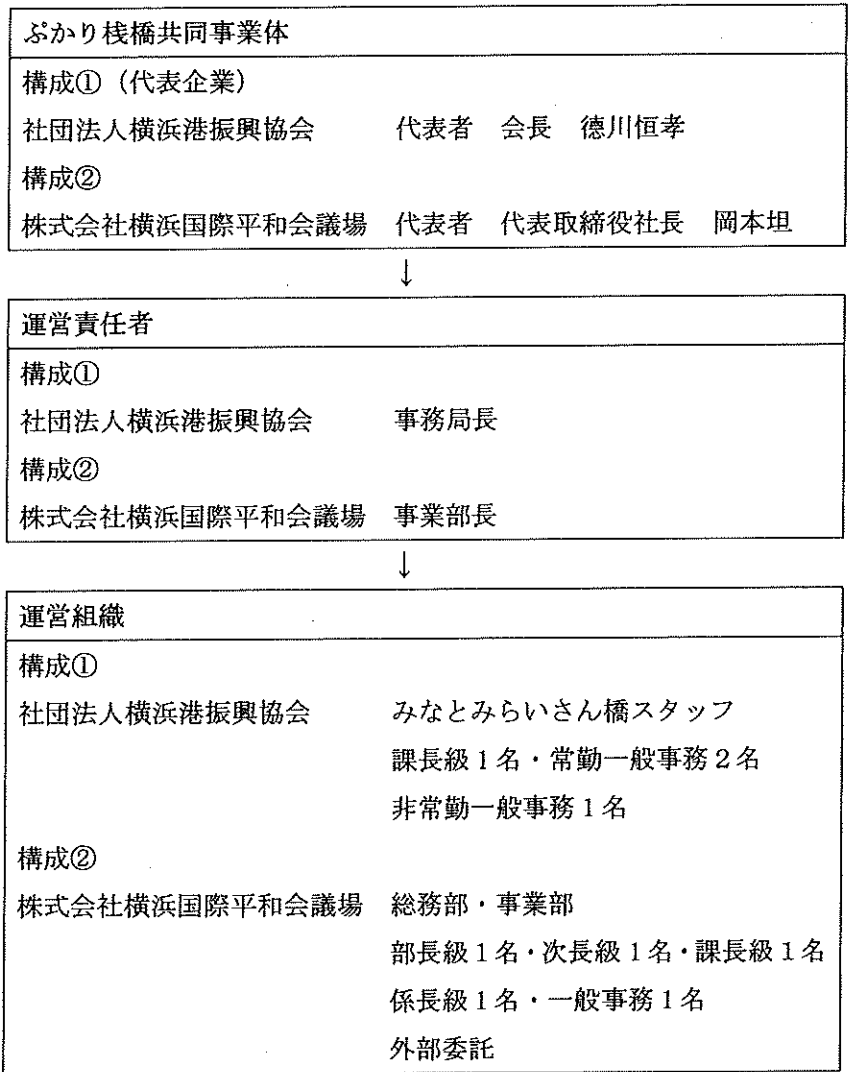 ぷかり桟橋共同事業体
構成①（代表企業）
社団法人横浜港振興協会　代表者　会長　徳川恒孝
構成②
株式会社横浜国際平和会議場　代表者　代表取締役社長　岡本坦
↓
運営責任者
構成①
社団法人横浜港振興協会　事務局長
構成②
株式会社横浜国際平和会議場　事業部長
↓
運営組織
構成①
社団法人横浜港振興協会　みなとみらいさん橋スタッフ
課長級１名・常勤一般事務２名
非常勤一般事務１名
構成②
株式会社横浜国際平和会議場　総務部・事業部
部長級１名・次長級１名・課長級１名
係長級１名・一般事務１名
外部委託